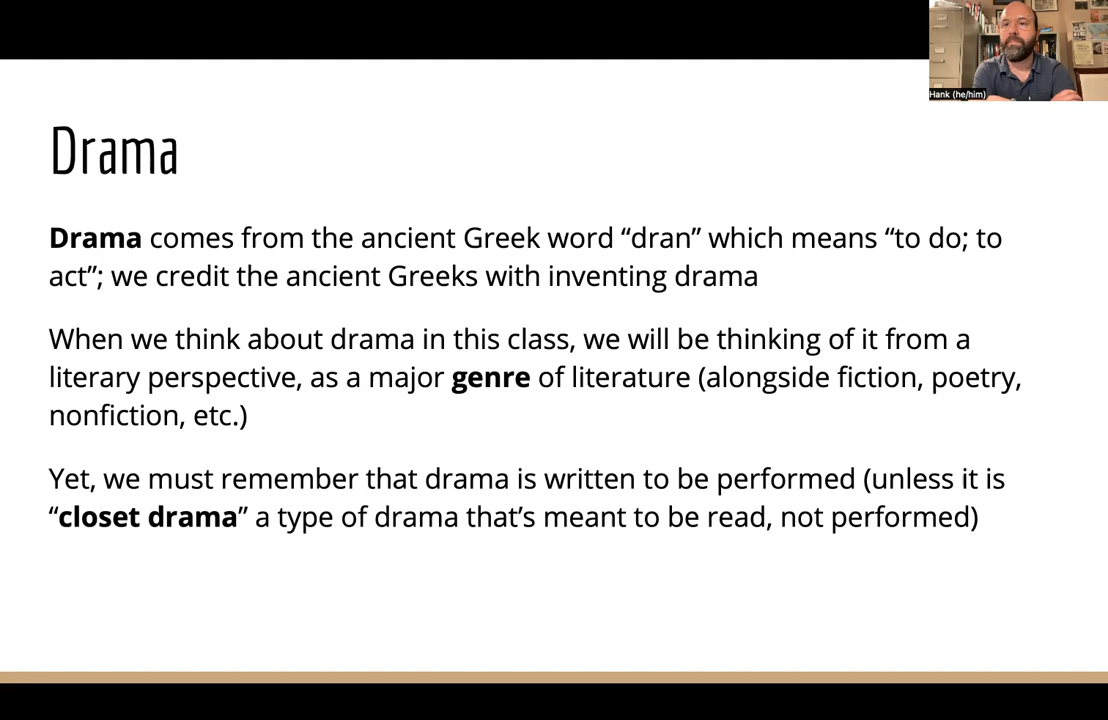 Hank (he/him)
Drama
Drama comes from the ancient Greek word “dran” which means “to do; to
act”; we credit the ancient Greeks with inventing drama
When we think about drama in this class, we will be thinking of it from a
literary perspective, as a major genre of literature (alongside fiction, poetry,
nonfiction, etc.)
Yet, we must remember that drama is written to be performed (unless it is
“closet drama” a type of drama that’s meant to be read, not performed)